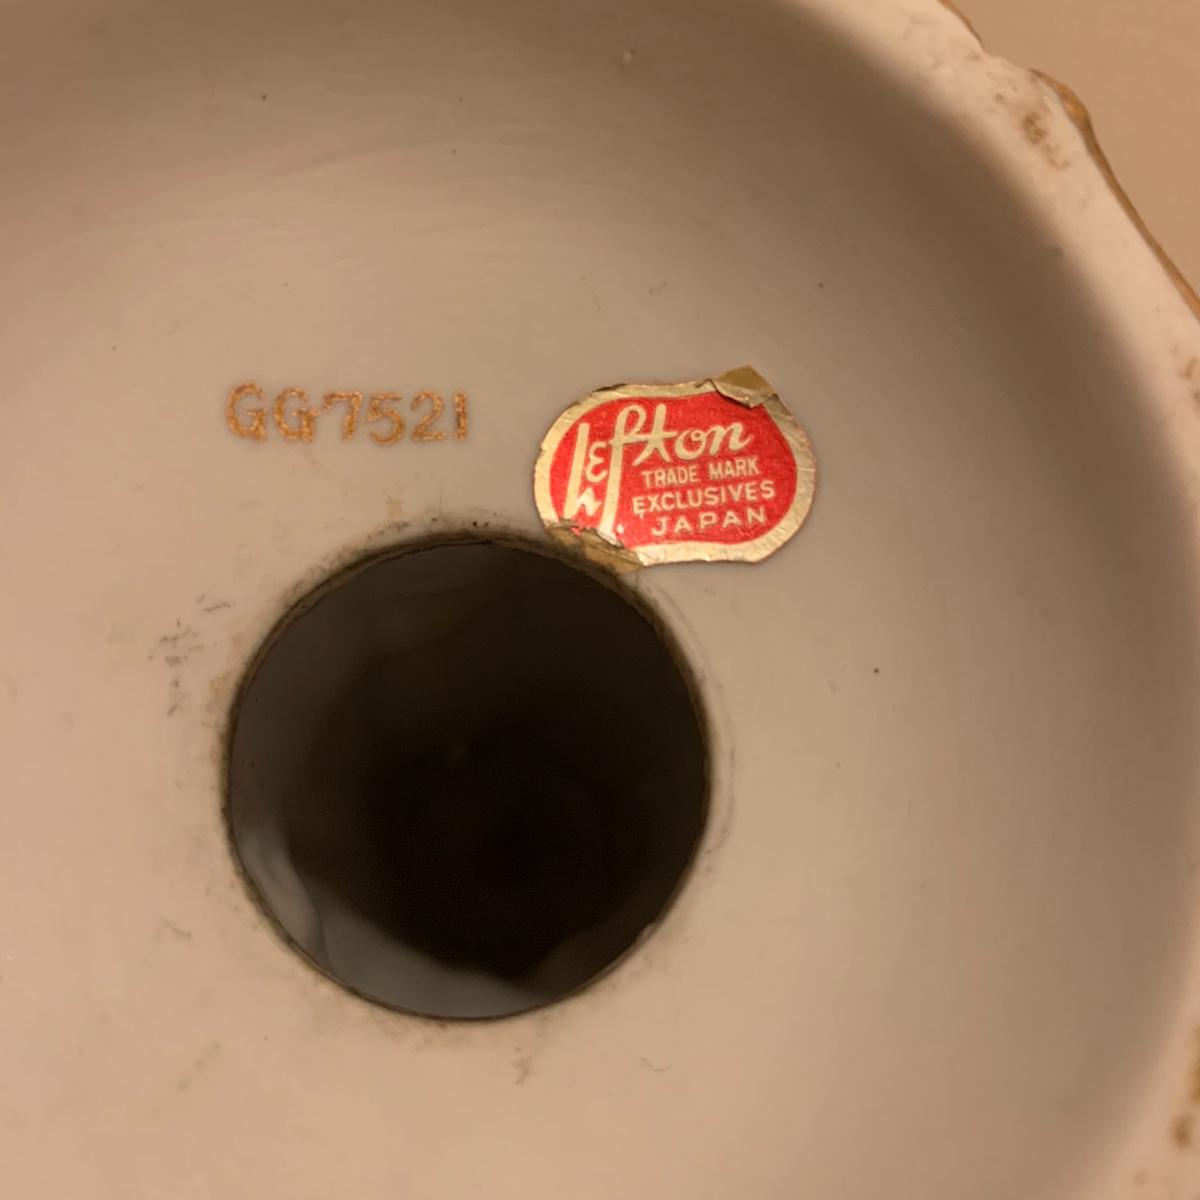 GG7521
Lefton
TRADE MARK
EXCLUSIVES
JAPAN